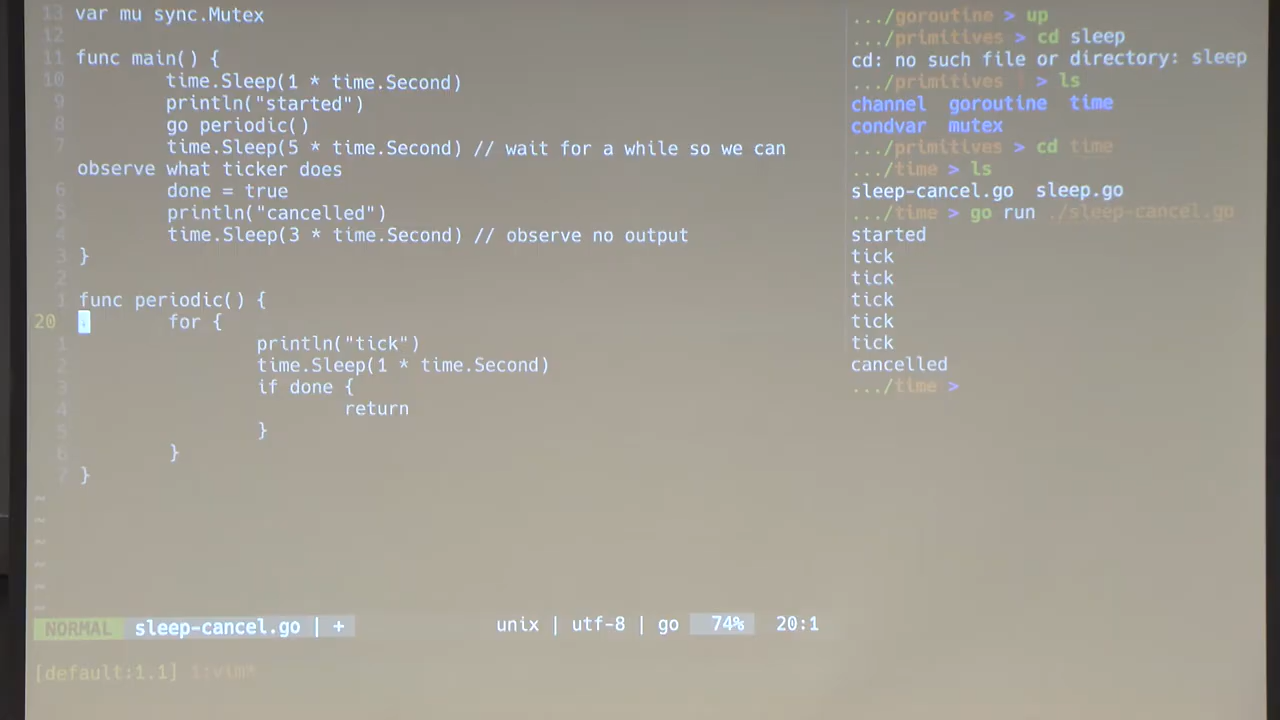 13 var mu sync.Mutex
12
11 func main() {
10 time.Sleep(1 * time.Second)
9 println("started")
8 go periodic()
7 time.Sleep(5 * time.Second) // wait for a while so we can
observe what ticker does
6 done = true
5 println("cancelled")
4 time.Sleep(3 * time.Second) // observe no output
3 }
2
1 func periodic() {
20 for {
1 println("tick")
2 time.Sleep(1 * time.Second)
3 if done {
4 return
5 }
6 }
7 }
~
~
~
~
~
~
NORMAL sleep-cancel.go | + unix | utf-8 | go 74% 20:1
[default:1.1] 1:vim*
.../goroutine > up
.../primitives > cd sleep
cd: no such file or directory: sleep
.../primitives ! > ls
channel goroutine time
condvar mutex
.../primitives > cd time
.../time > ls
sleep-cancel.go sleep.go
.../time > go run ./sleep-cancel.go
started
tick
tick
tick
tick
tick
cancelled
.../time >